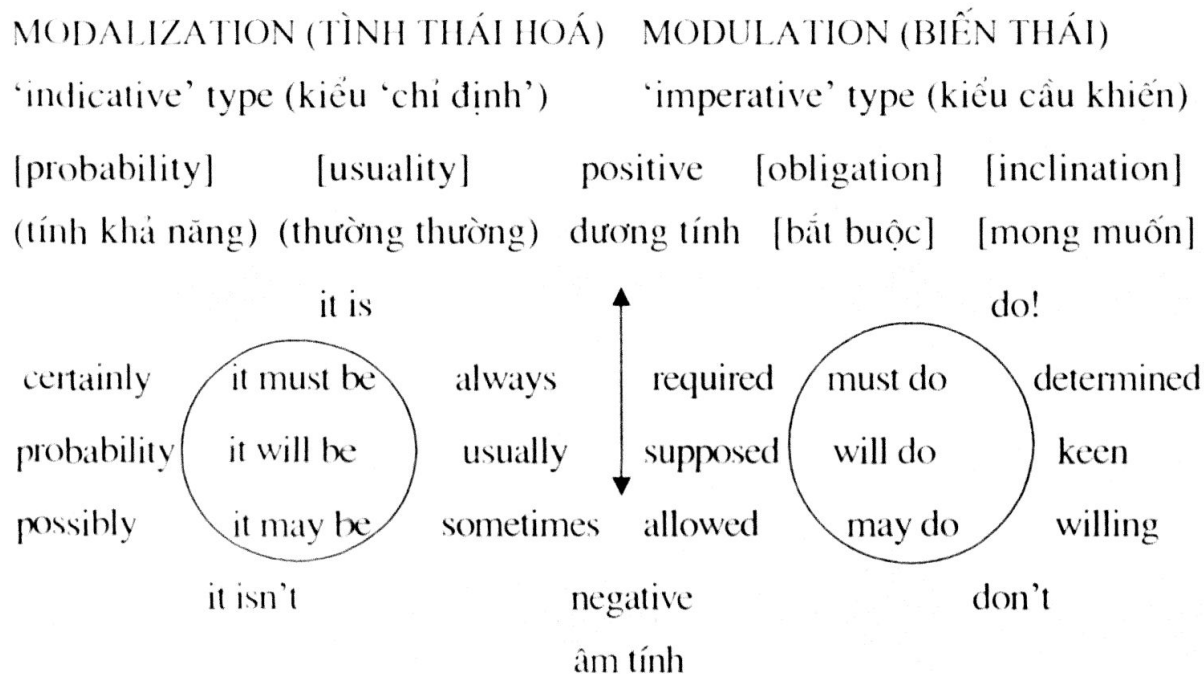 MODALIZATION (TÌNH THÁI HOÁ) MODULATION (BIẾN THÁI)
‘indicative’ type (kiểu ‘chỉ định’) ‘imperative’ type (kiểu cầu khiến)
[probability] [usuality] positive [obligation] [inclination]
(tính khả năng) (thường thường) dương tính [bắt buộc] [mong muốn]
it is do!
certainly it must be always required must do determined
probability it will be usually supposed will do keen
possibly it may be sometimes allowed may do willing
it isn’t negative don’t
âm tính